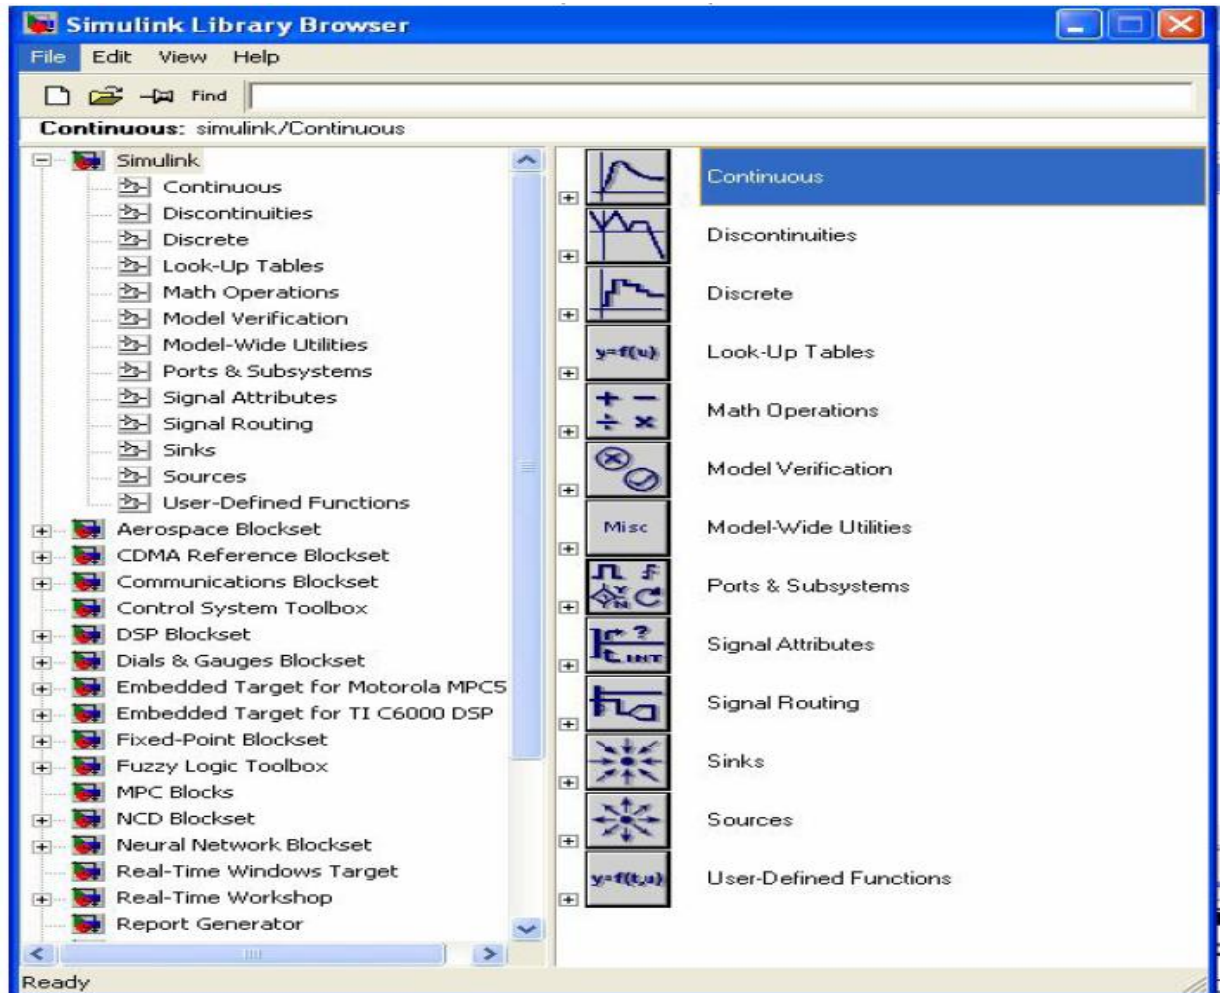 Simulink Library Browser
File Edit View Help
Find
Continuous: simulink/Continuous
Simulink
Continuous
Discontinuities
Discrete
Look-Up Tables
Math Operations
Model Verification
Model-Wide Utilities
Ports & Subsystems
Signal Attributes
Signal Routing
Sinks
Sources
User-Defined Functions
Aerospace Blockset
CDMA Reference Blockset
Communications Blockset
Control System Toolbox
DSP Blockset
Dials & Gauges Blockset
Embedded Target for Motorola MPC5
Embedded Target for TI C6000 DSP
Fixed-Point Blockset
Fuzzy Logic Toolbox
MPC Blocks
NCD Blockset
Neural Network Blockset
Real-Time Windows Target
Real-Time Workshop
Report Generator
Continuous
Discontinuities
Discrete
y=f(u) Look-Up Tables
+ − ÷ × Math Operations
Model Verification
Misc Model-Wide Utilities
Y N Ports & Subsystems
? INT Signal Attributes
Signal Routing
Sinks
Sources
y=f(t,u) User-Defined Functions
Ready